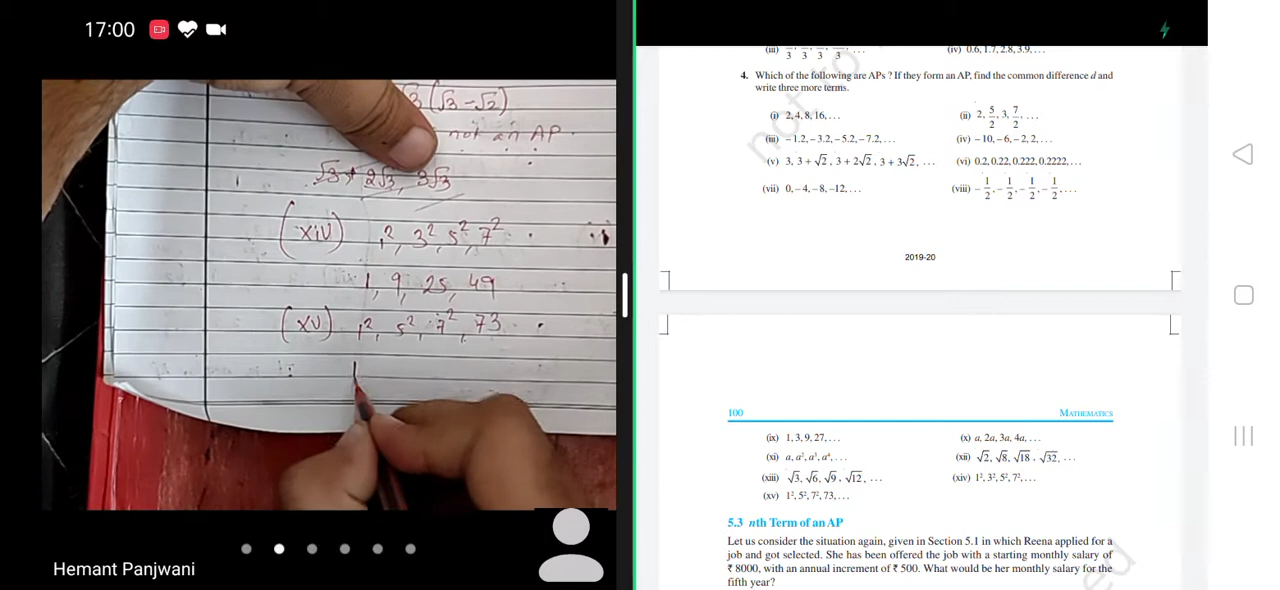 17:00
√3(√3 - √2)
not an AP.
√3, 2√3, 3√3
(xiv) 1², 3², 5², 7² .
1, 9, 25, 49
(xv) 1², 5², 7², 73 .
1
Hemant Panjwani
(iii) 3, 3, 3, 3, ...
(iv) 0.6, 1.7, 2.8, 3.9, ...
4. Which of the following are APs ? If they form an AP, find the common difference d and
write three more terms.
(i) 2, 4, 8, 16, . . .
(ii) 2, 5/2, 3, 7/2, . . .
(iii) – 1.2, – 3.2, – 5.2, – 7.2, . . .
(iv) – 10, – 6, – 2, 2, . . .
(v) 3, 3 + √2, 3 + 2√2, 3 + 3√2, . . .
(vi) 0.2, 0.22, 0.222, 0.2222, . . .
(vii) 0, – 4, – 8, –12, . . .
(viii) – 1/2, – 1/2, – 1/2, – 1/2, . . .
not to
2019-20
100
MATHEMATICS
(ix) 1, 3, 9, 27, . . .
(x) a, 2a, 3a, 4a, . . .
(xi) a, a², a³, a⁴, . . .
(xii) √2, √8, √18, √32, . . .
(xiii) √3, √6, √9, √12, . . .
(xiv) 1², 3², 5², 7², . . .
(xv) 1², 5², 7², 73, . . .
5.3 nth Term of an AP
Let us consider the situation again, given in Section 5.1 in which Reena applied for a
job and got selected. She has been offered the job with a starting monthly salary of
₹ 8000, with an annual increment of ₹ 500. What would be her monthly salary for the
fifth year?